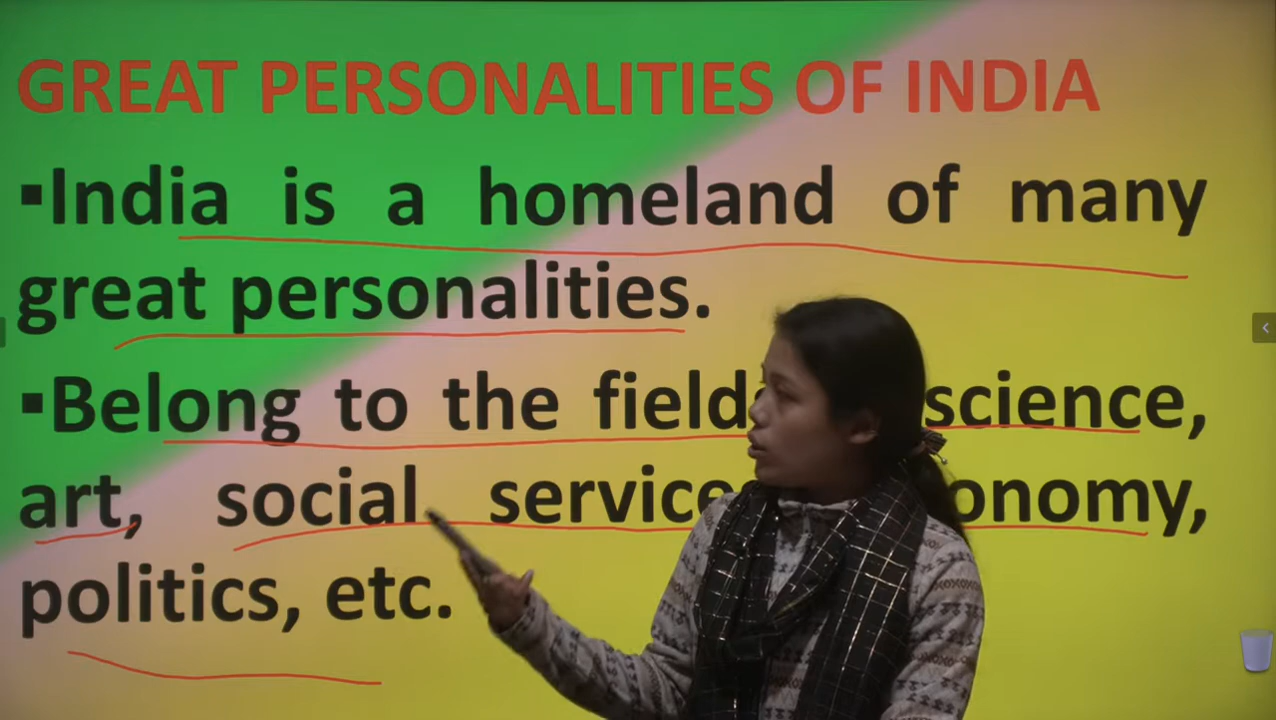 GREAT PERSONALITIES OF INDIA
▪India is a homeland of many
great personalities.
▪Belong to the field science,
art, social service
politics, etc.